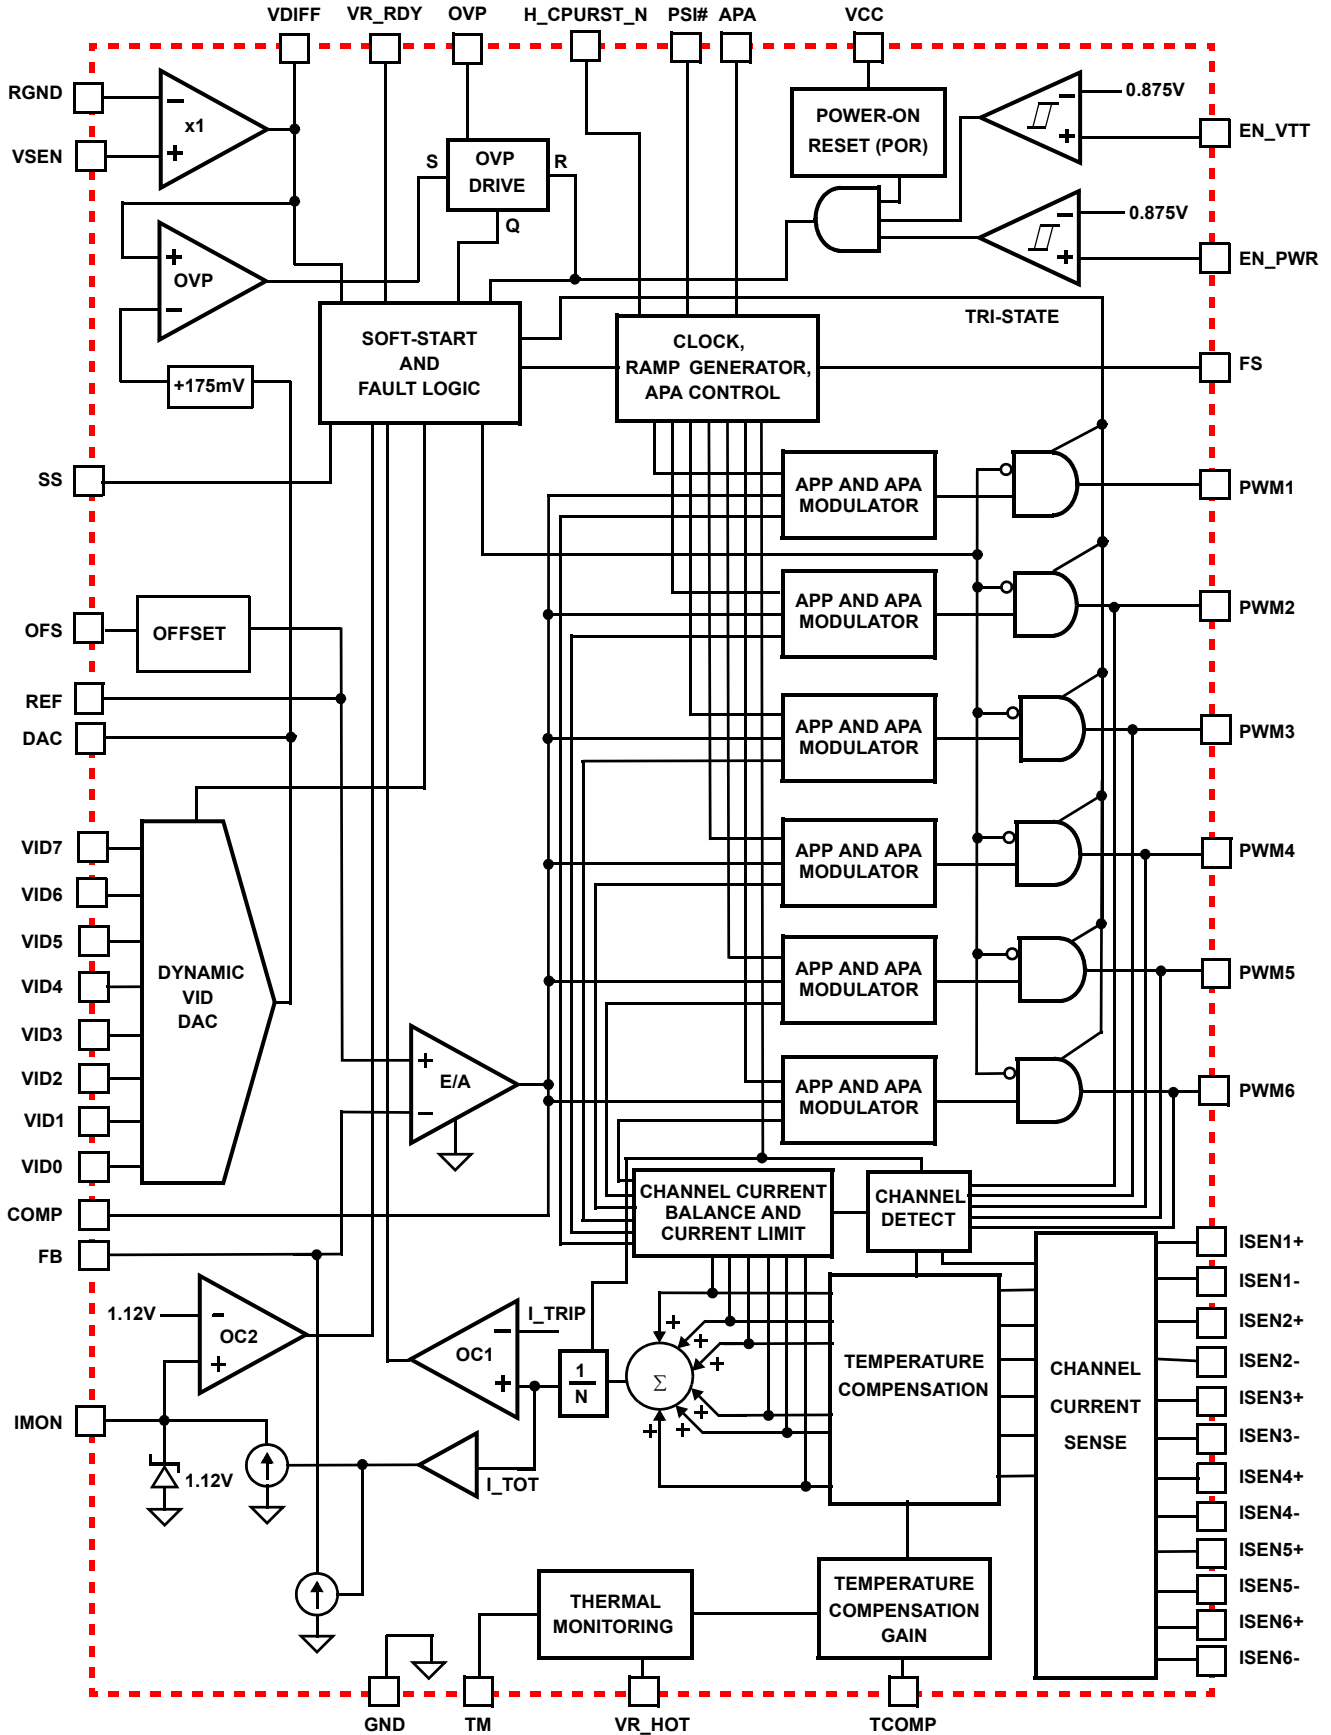 VDIFF
VR_RDY
OVP
H_CPURST_N
PSI#
APA
VCC
RGND
VSEN
−
x1
+
S
OVP
DRIVE
R
Q
POWER-ON
RESET (POR)
−
+
0.875V
EN_VTT
−
+
0.875V
EN_PWR
+
OVP
−
+175mV
SOFT-START
AND
FAULT LOGIC
CLOCK,
RAMP GENERATOR,
APA CONTROL
TRI-STATE
FS
SS
APP AND APA
MODULATOR
PWM1
OFS
OFFSET
APP AND APA
MODULATOR
PWM2
REF
DAC
APP AND APA
MODULATOR
PWM3
VID7
VID6
VID5
VID4
VID3
VID2
VID1
VID0
DYNAMIC
VID
DAC
APP AND APA
MODULATOR
PWM4
APP AND APA
MODULATOR
PWM5
+
E/A
−
APP AND APA
MODULATOR
PWM6
COMP
FB
CHANNEL CURRENT
BALANCE AND
CURRENT LIMIT
CHANNEL
DETECT
1.12V
−
OC2
+
IMON
1.12V
I_TRIP
−
OC1
+
I_TOT
1
N
Σ
+
+
+
+
+
+
TEMPERATURE
COMPENSATION
CHANNEL
CURRENT
SENSE
ISEN1+
ISEN1-
ISEN2+
ISEN2-
ISEN3+
ISEN3-
ISEN4+
ISEN4-
ISEN5+
ISEN5-
ISEN6+
ISEN6-
THERMAL
MONITORING
TEMPERATURE
COMPENSATION
GAIN
GND
TM
VR_HOT
TCOMP